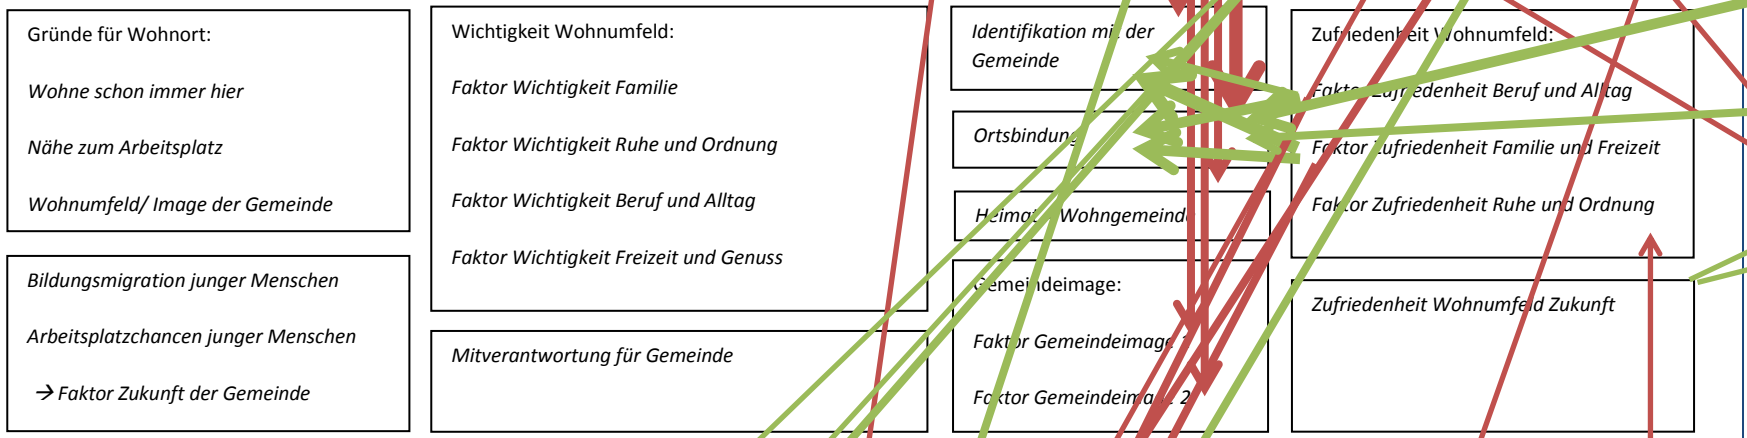 Gründe für Wohnort:
Wohne schon immer hier
Nähe zum Arbeitsplatz
Wohnumfeld/ Image der Gemeinde
Bildungsmigration junger Menschen
Arbeitsplatzchancen junger Menschen
→ Faktor Zukunft der Gemeinde
Wichtigkeit Wohnumfeld:
Faktor Wichtigkeit Familie
Faktor Wichtigkeit Ruhe und Ordnung
Faktor Wichtigkeit Beruf und Alltag
Faktor Wichtigkeit Freizeit und Genuss
Mitverantwortung für Gemeinde
Identifikation mit der
Gemeinde
Ortsbindung
Heimat Wohngemeinde
Gemeindeimage:
Faktor Gemeindeimage
Faktor Gemeindeimage 2
Zufriedenheit Wohnumfeld:
Faktor Zufriedenheit Beruf und Alltag
Faktor Zufriedenheit Familie und Freizeit
Faktor Zufriedenheit Ruhe und Ordnung
Zufriedenheit Wohnumfeld Zukunft